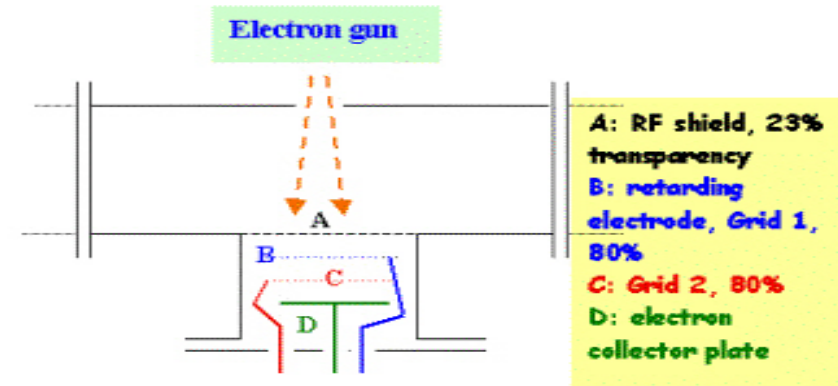 Electron gun
A
B
C
D
A: RF shield, 23%
transparency
B: retarding
electrode, Grid 1,
80%
C: Grid 2, 80%
D: electron
collector plate